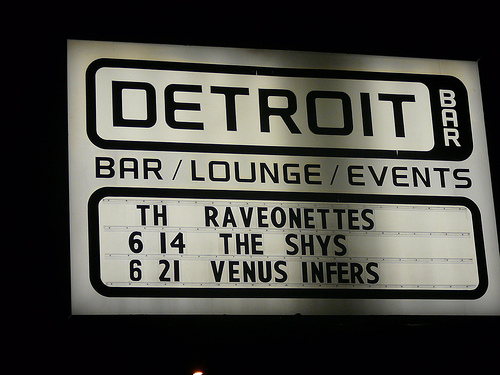 DETROIT BAR
BAR / LOUNGE / EVENTS
TH RAVEONETTES
6 14 THE SHYS
6 21 VENUS INFERS